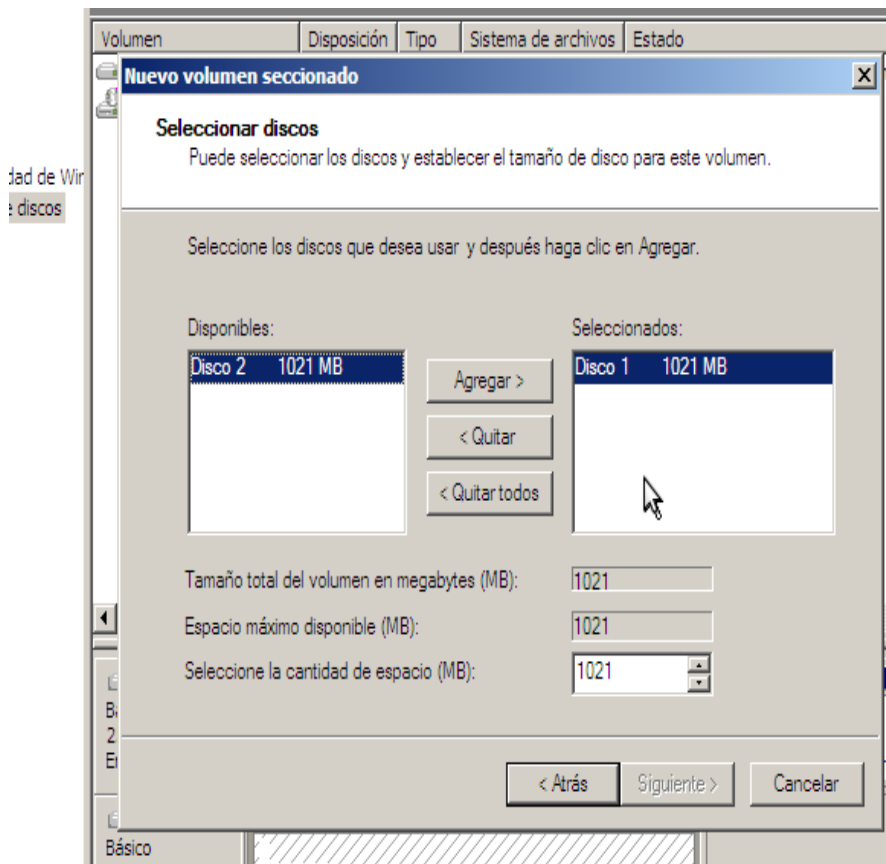 Volumen Disposición Tipo Sistema de archivos Estado
Nuevo volumen seccionado
Seleccionar discos
Puede seleccionar los discos y establecer el tamaño de disco para este volumen.
dad de Wir
e discos
Seleccione los discos que desea usar y después haga clic en Agregar.
Disponibles: Seleccionados:
Disco 2 1021 MB Agregar > Disco 1 1021 MB
< Quitar
< Quitar todos
Tamaño total del volumen en megabytes (MB): 1021
Espacio máximo disponible (MB): 1021
Seleccione la cantidad de espacio (MB): 1021
2
< Atrás Siguiente > Cancelar
Básico